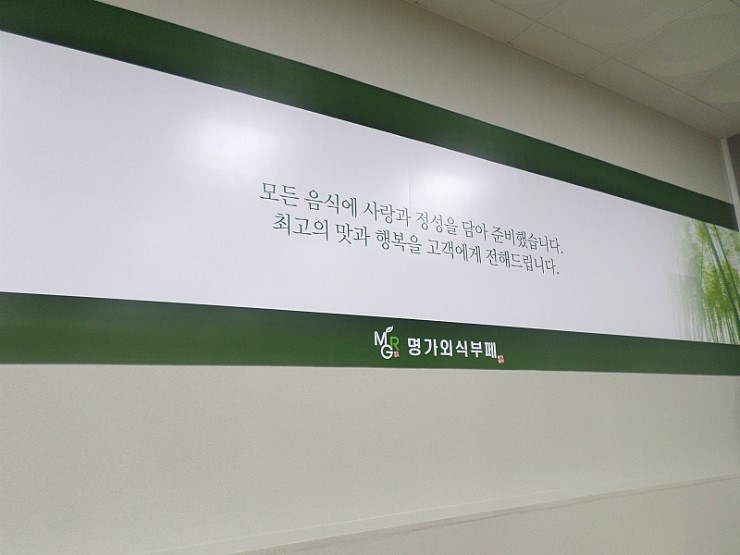 모든 음식에 사랑과 정성을 담아 준비했습니다.
최고의 맛과 행복을 고객에게 전해드립니다.
MGR 명가외식부페